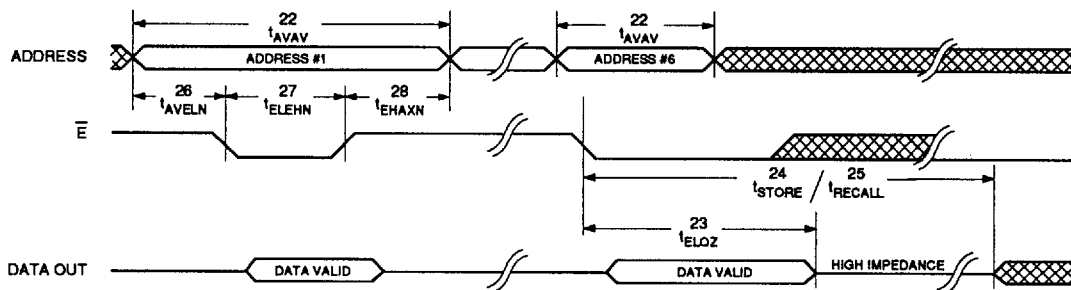 22 22
tAVAV tAVAV
ADDRESS ADDRESS #1 ADDRESS #6
26 27 28
tAVELN tELEHN tEHAXN
E
24 25
tSTORE / tRECALL
23
tELQZ
DATA OUT DATA VALID DATA VALID HIGH IMPEDANCE